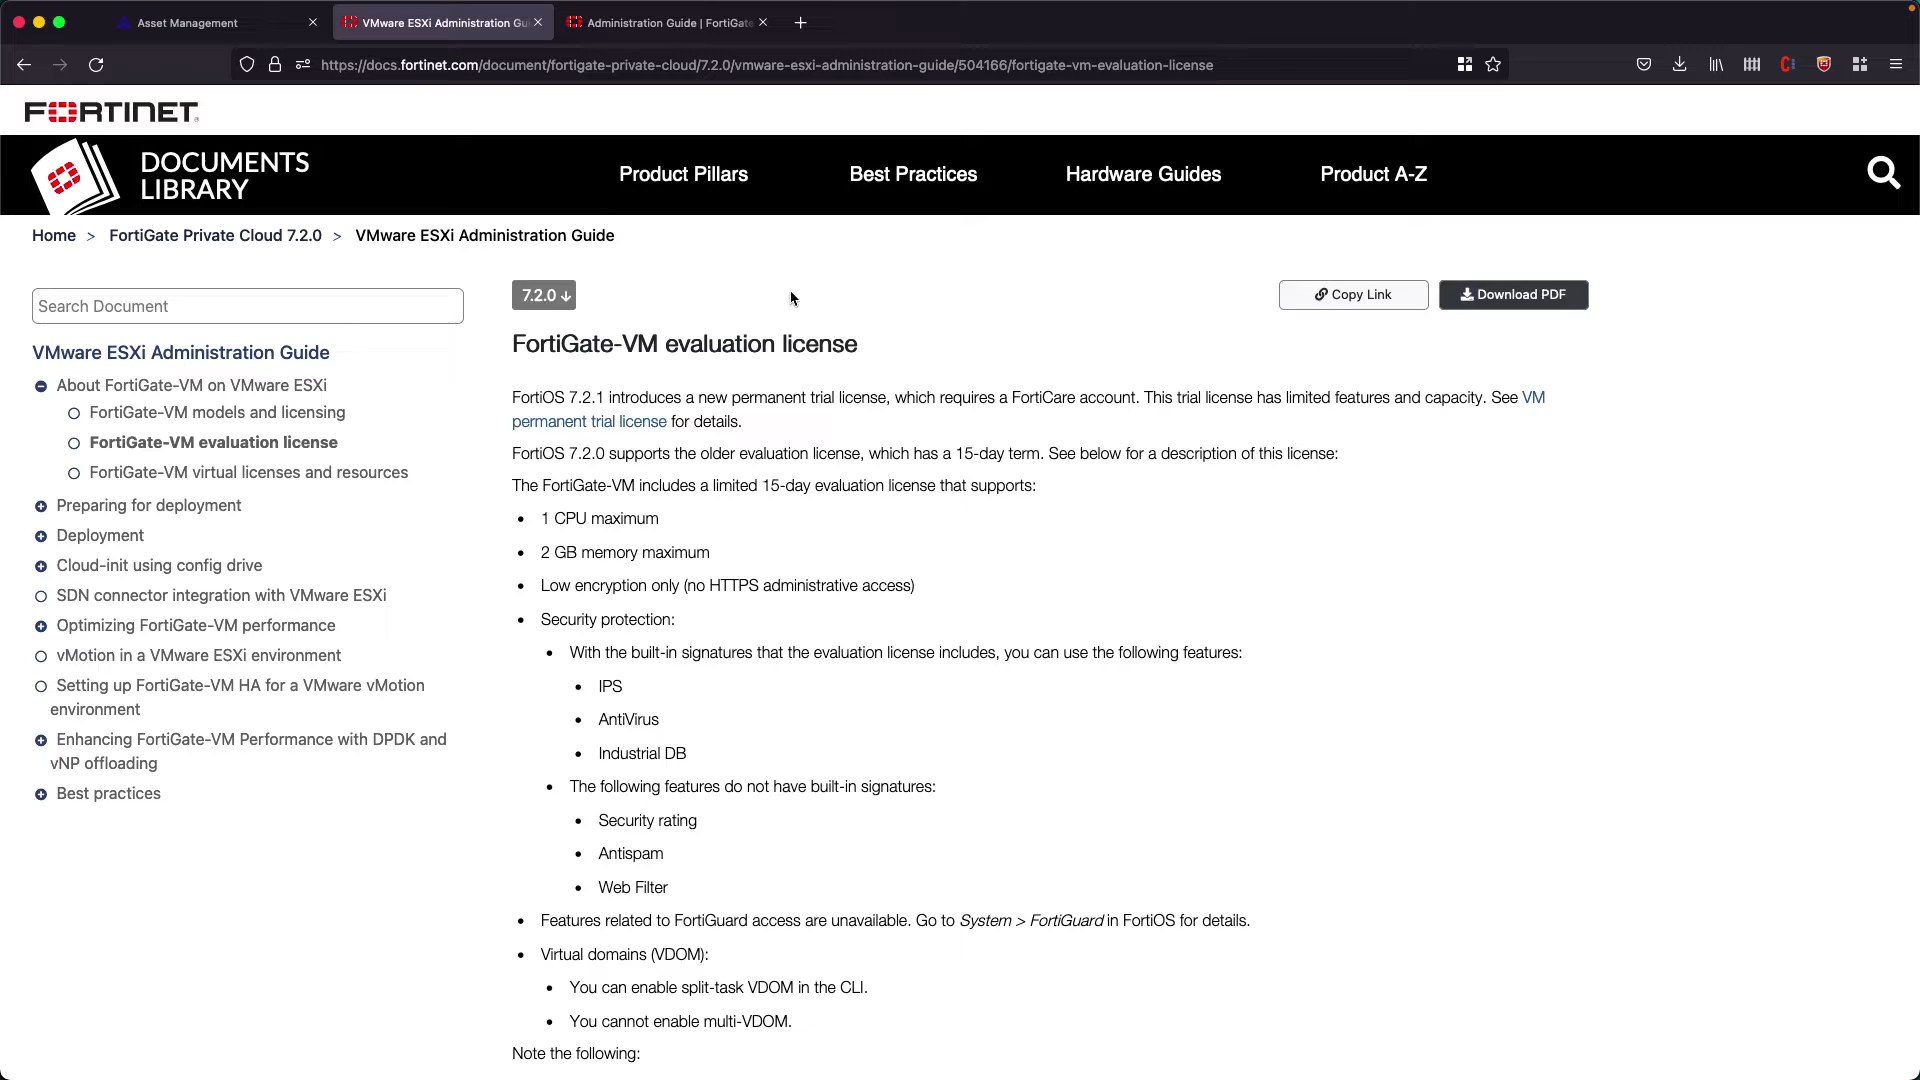 Asset Management
VMware ESXi Administration Gui
Administration Guide | FortiGate
https://docs.fortinet.com/document/fortigate-private-cloud/7.2.0/vmware-esxi-administration-guide/504166/fortigate-vm-evaluation-license
FORTINET
DOCUMENTS
LIBRARY
Product Pillars
Best Practices
Hardware Guides
Product A-Z
Home > FortiGate Private Cloud 7.2.0 > VMware ESXi Administration Guide
Search Document
VMware ESXi Administration Guide
About FortiGate-VM on VMware ESXi
FortiGate-VM models and licensing
FortiGate-VM evaluation license
FortiGate-VM virtual licenses and resources
Preparing for deployment
Deployment
Cloud-init using config drive
SDN connector integration with VMware ESXi
Optimizing FortiGate-VM performance
vMotion in a VMware ESXi environment
Setting up FortiGate-VM HA for a VMware vMotion
environment
Enhancing FortiGate-VM Performance with DPDK and
vNP offloading
Best practices
7.2.0
Copy Link
Download PDF
FortiGate-VM evaluation license
FortiOS 7.2.1 introduces a new permanent trial license, which requires a FortiCare account. This trial license has limited features and capacity. See VM
permanent trial license for details.
FortiOS 7.2.0 supports the older evaluation license, which has a 15-day term. See below for a description of this license:
The FortiGate-VM includes a limited 15-day evaluation license that supports:
• 1 CPU maximum
• 2 GB memory maximum
• Low encryption only (no HTTPS administrative access)
• Security protection:
• With the built-in signatures that the evaluation license includes, you can use the following features:
• IPS
• AntiVirus
• Industrial DB
• The following features do not have built-in signatures:
• Security rating
• Antispam
• Web Filter
• Features related to FortiGuard access are unavailable. Go to System > FortiGuard in FortiOS for details.
• Virtual domains (VDOM):
• You can enable split-task VDOM in the CLI.
• You cannot enable multi-VDOM.
Note the following: